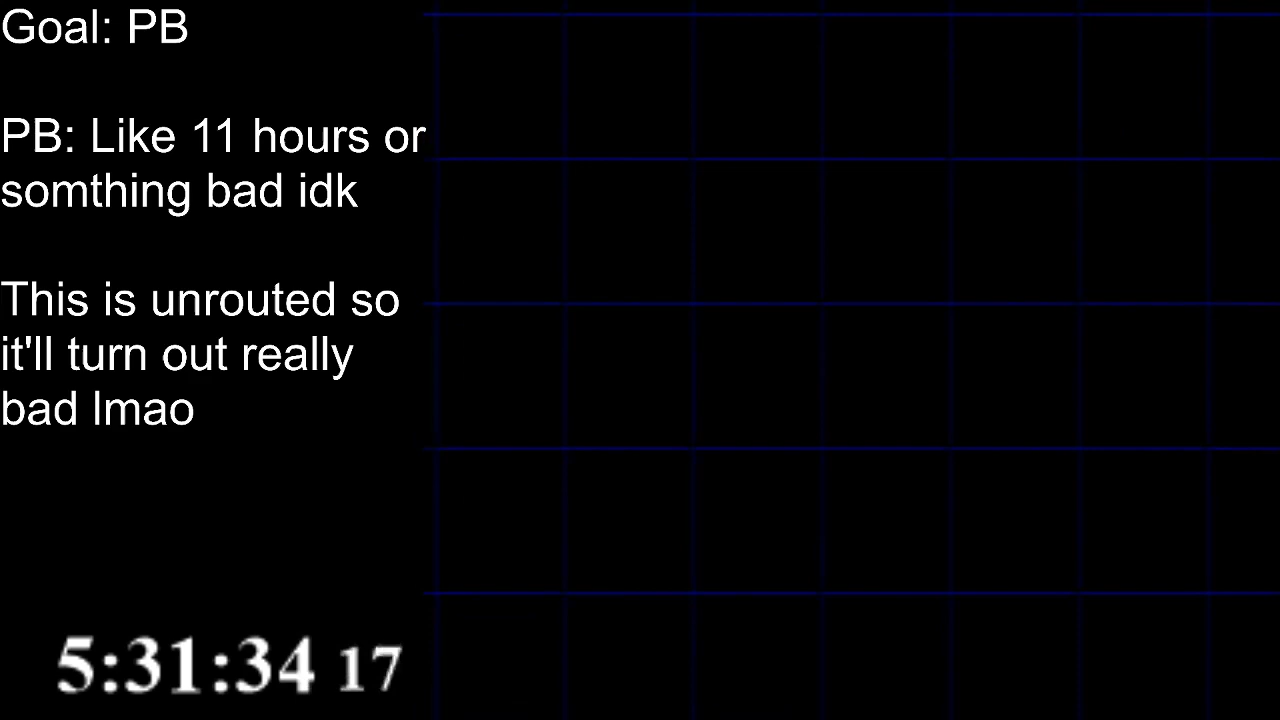 Goal: PB
PB: Like 11 hours or
somthing bad idk
This is unrouted so
it'll turn out really
bad lmao
5:31:34 17